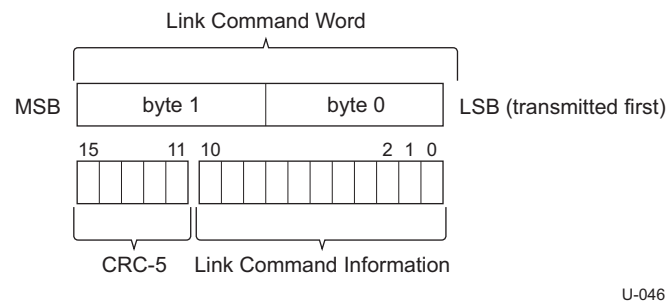 Link Command Word
MSB byte 1 byte 0 LSB (transmitted first)
15 11 10 2 1 0
CRC-5 Link Command Information
U-046